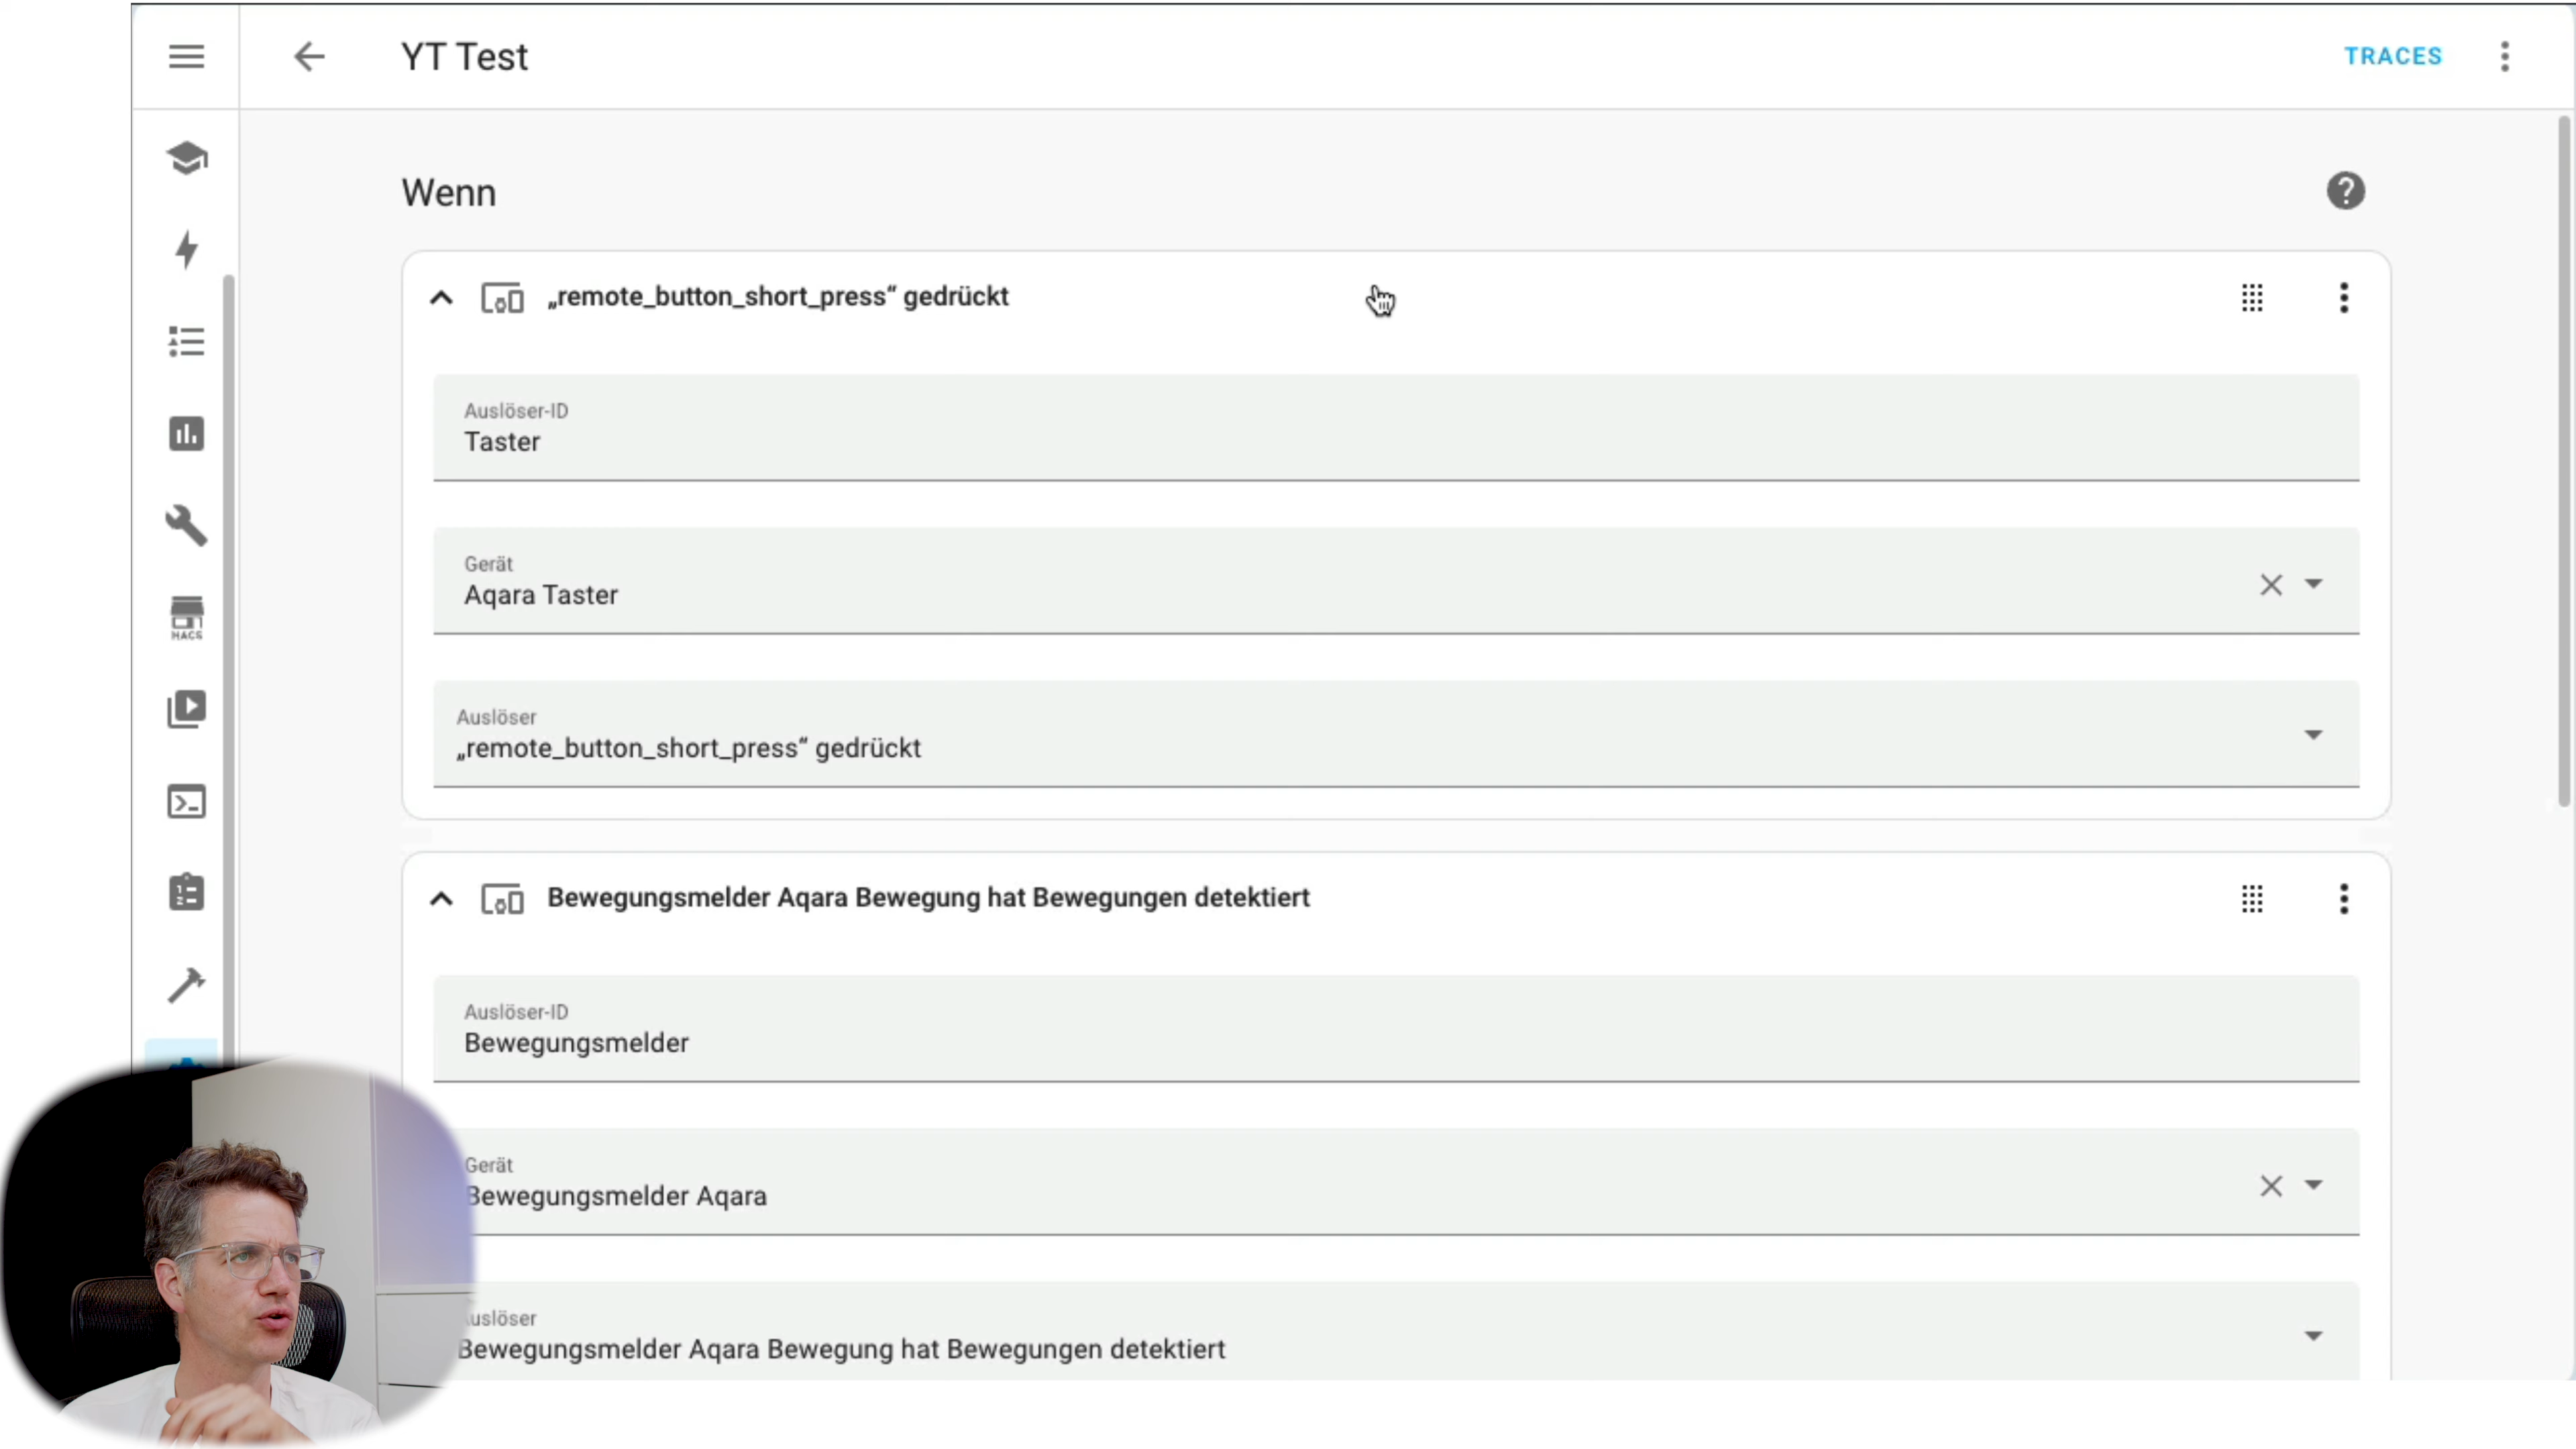 YT Test
TRACES
Wenn
„remote_button_short_press“ gedrückt
Auslöser-ID
Taster
Gerät
Aqara Taster
Auslöser
„remote_button_short_press“ gedrückt
HACS
Bewegungsmelder Aqara Bewegung hat Bewegungen detektiert
Auslöser-ID
Bewegungsmelder
Gerät
Bewegungsmelder Aqara
uslöser
Bewegungsmelder Aqara Bewegung hat Bewegungen detektiert